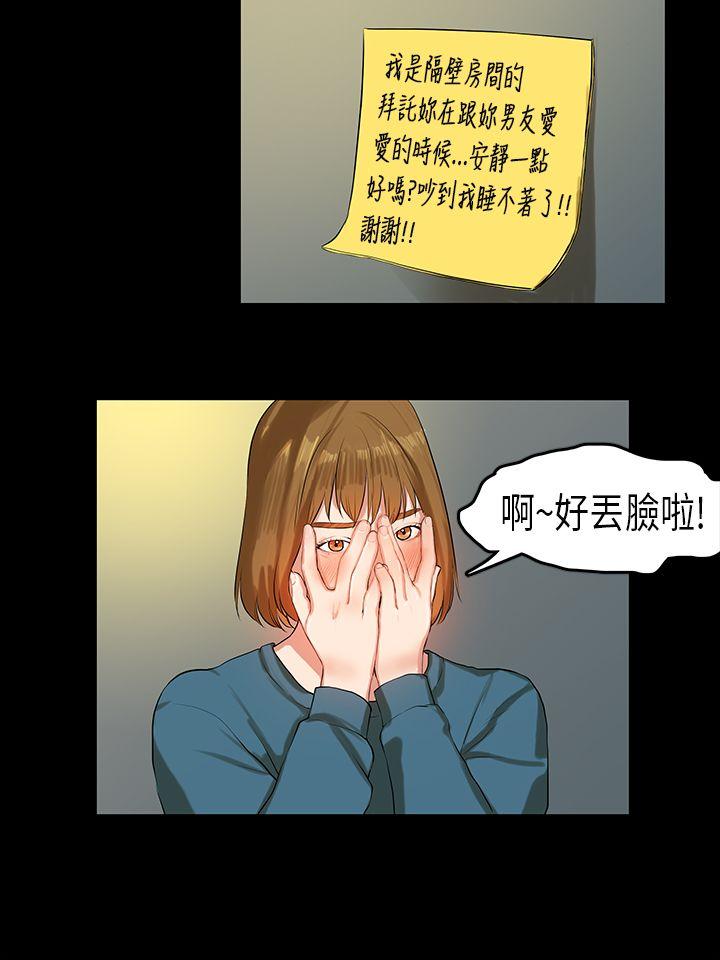 我是隔壁房間的
拜託妳在跟妳男友愛
愛的時候...安靜一點
好嗎?吵到我睡不著了!!
謝謝!!
啊~好丟臉啦!